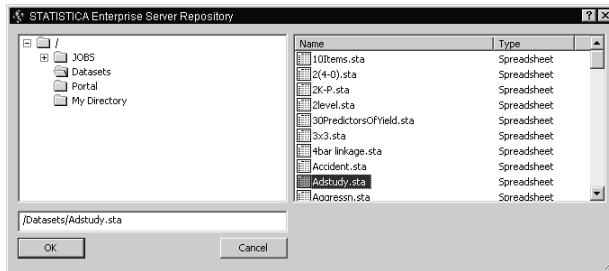 STATISTICA Enterprise Server Repository
/
JOBS
Datasets
Portal
My Directory
Name Type
10Items.sta Spreadsheet
2(4-0).sta Spreadsheet
2K-P.sta Spreadsheet
2level.sta Spreadsheet
30PredictorsOfYield.sta Spreadsheet
3x3.sta Spreadsheet
4bar linkage.sta Spreadsheet
Accident.sta Spreadsheet
Adstudy.sta Spreadsheet
Aggressn.sta Spreadsheet
/Datasets/Adstudy.sta
OK Cancel